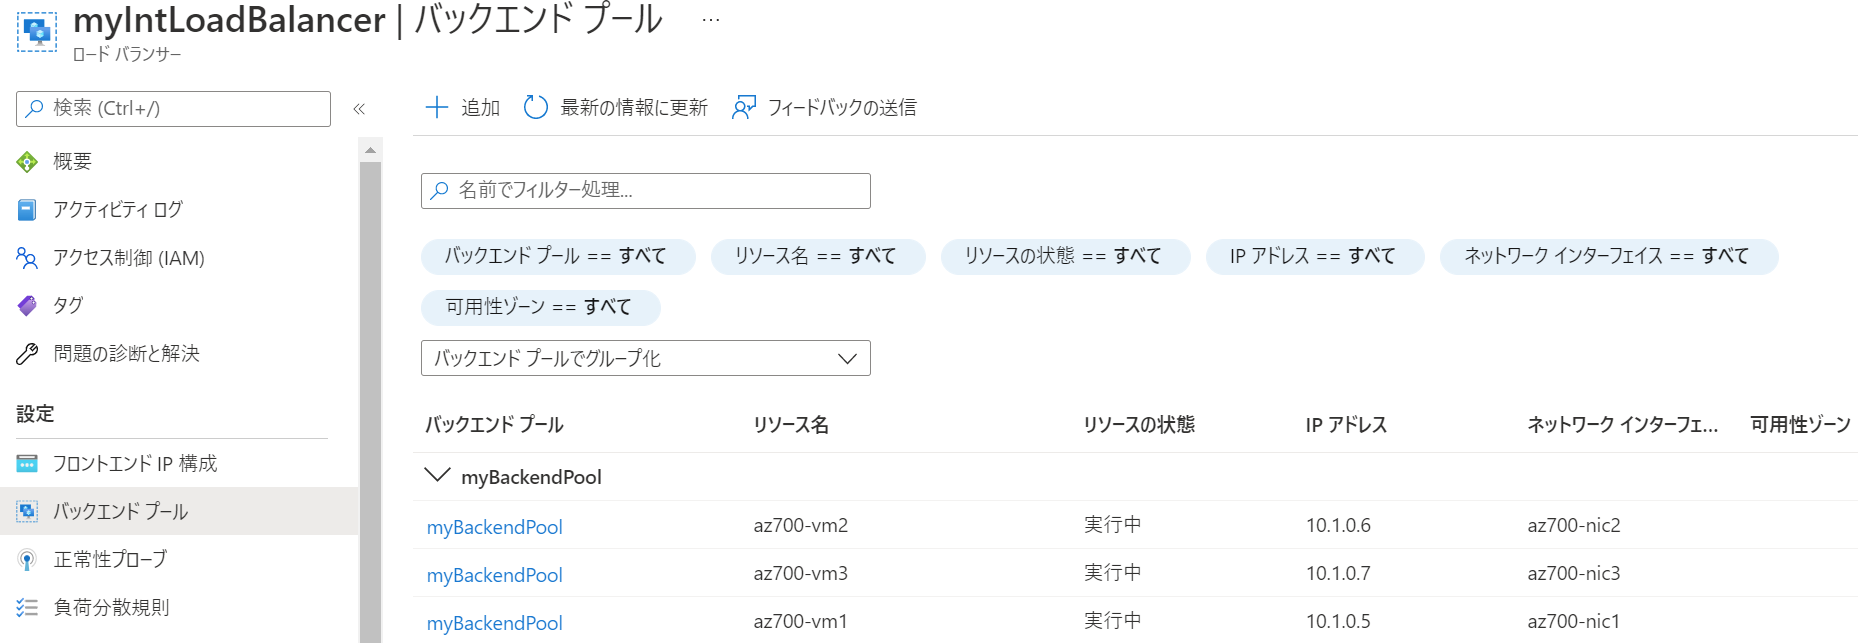 myIntLoadBalancer | バックエンド プール ...
ロード バランサー
検索 (Ctrl+/)
«
追加
最新の情報に更新
フィードバックの送信
概要
アクティビティ ログ
アクセス制御 (IAM)
タグ
問題の診断と解決
設定
フロントエンド IP 構成
バックエンド プール
正常性プローブ
負荷分散規則
名前でフィルター処理...
バックエンド プール == すべて リソース名 == すべて リソースの状態 == すべて IP アドレス == すべて ネットワーク インターフェイス == すべて
可用性ゾーン == すべて
バックエンド プールでグループ化
バックエンド プール リソース名 リソースの状態 IP アドレス ネットワーク インターフェ... 可用性ゾーン
myBackendPool
myBackendPool az700-vm2 実行中 10.1.0.6 az700-nic2
myBackendPool az700-vm3 実行中 10.1.0.7 az700-nic3
myBackendPool az700-vm1 実行中 10.1.0.5 az700-nic1